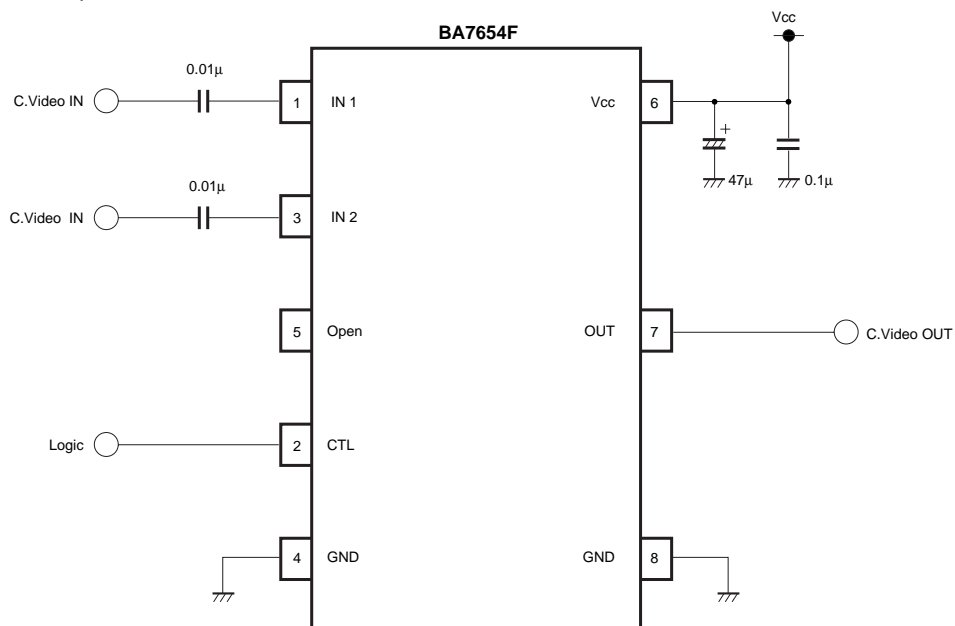 BA7654F
Vcc
0.01μ
C.Video IN
1
IN 1
Vcc
6
+
47μ
0.1μ
0.01μ
C.Video IN
3
IN 2
5
Open
OUT
7
C.Video OUT
Logic
2
CTL
4
GND
GND
8